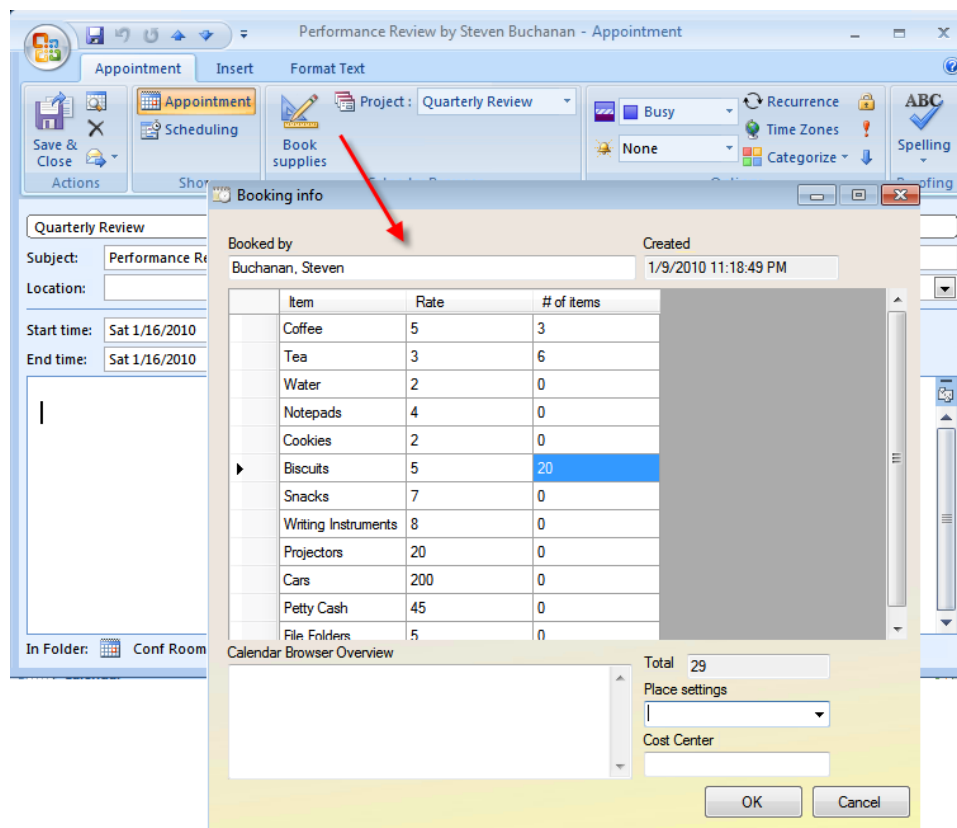 Performance Review by Steven Buchanan - Appointment
Appointment Insert Format Text
Save & Close
Actions
Appointment
Scheduling
Book supplies
Project : Quarterly Review
Busy
None
Recurrence
Time Zones
Categorize
ABC
Spelling
Quarterly Review
Subject: Performance Re
Location:
Start time: Sat 1/16/2010
End time: Sat 1/16/2010
In Folder: Conf Room
Booking info
Booked by Created
Buchanan, Steven 1/9/2010 11:18:49 PM
Item Rate # of items
Coffee 5 3
Tea 3 6
Water 2 0
Notepads 4 0
Cookies 2 0
Biscuits 5 20
Snacks 7 0
Writing Instruments 8 0
Projectors 20 0
Cars 200 0
Petty Cash 45 0
File Folders 5 0
Calendar Browser Overview
Total 29
Place settings
Cost Center
OK Cancel